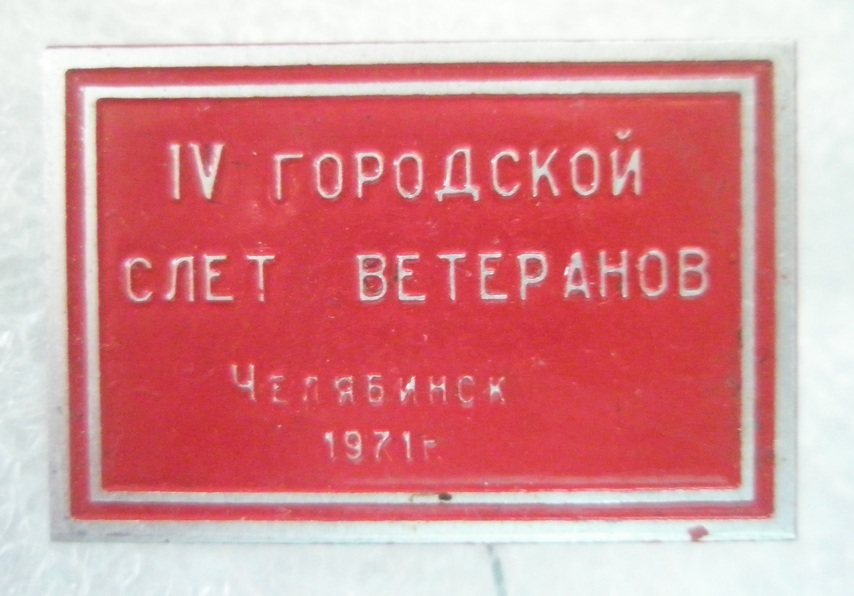 IV ГОРОДСКОЙ
СЛЕТ ВЕТЕРАНОВ
ЧЕЛЯБИНСК
1971г.